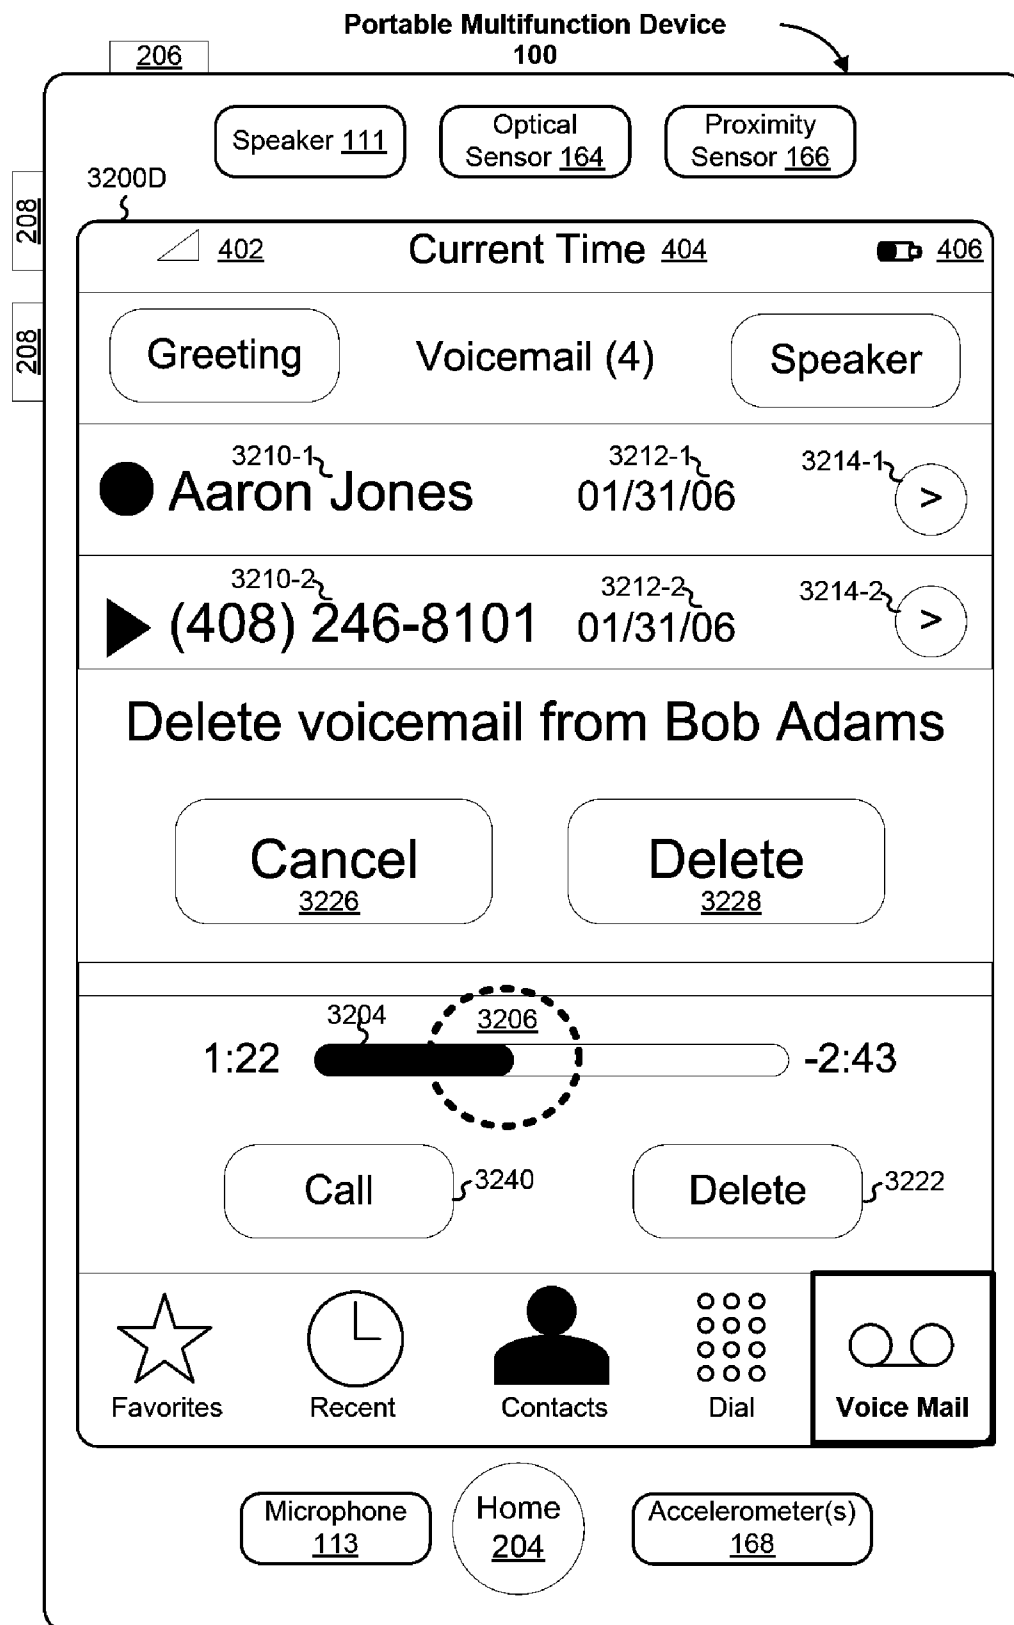 Portable Multifunction Device
100
206
Speaker 111
Optical
Sensor 164
Proximity
Sensor 166
3200D
208
208
402
Current Time 404
406
Greeting
Voicemail (4)
Speaker
3210-1
3212-1
3214-1
Aaron Jones
01/31/06
>
3210-2
3212-2
3214-2
(408) 246-8101
01/31/06
>
Delete voicemail from Bob Adams
Cancel
3226
Delete
3228
3204
3206
1:22
-2:43
Call
3240
Delete
3222
Favorites
Recent
Contacts
Dial
Voice Mail
Microphone
113
Home
204
Accelerometer(s)
168